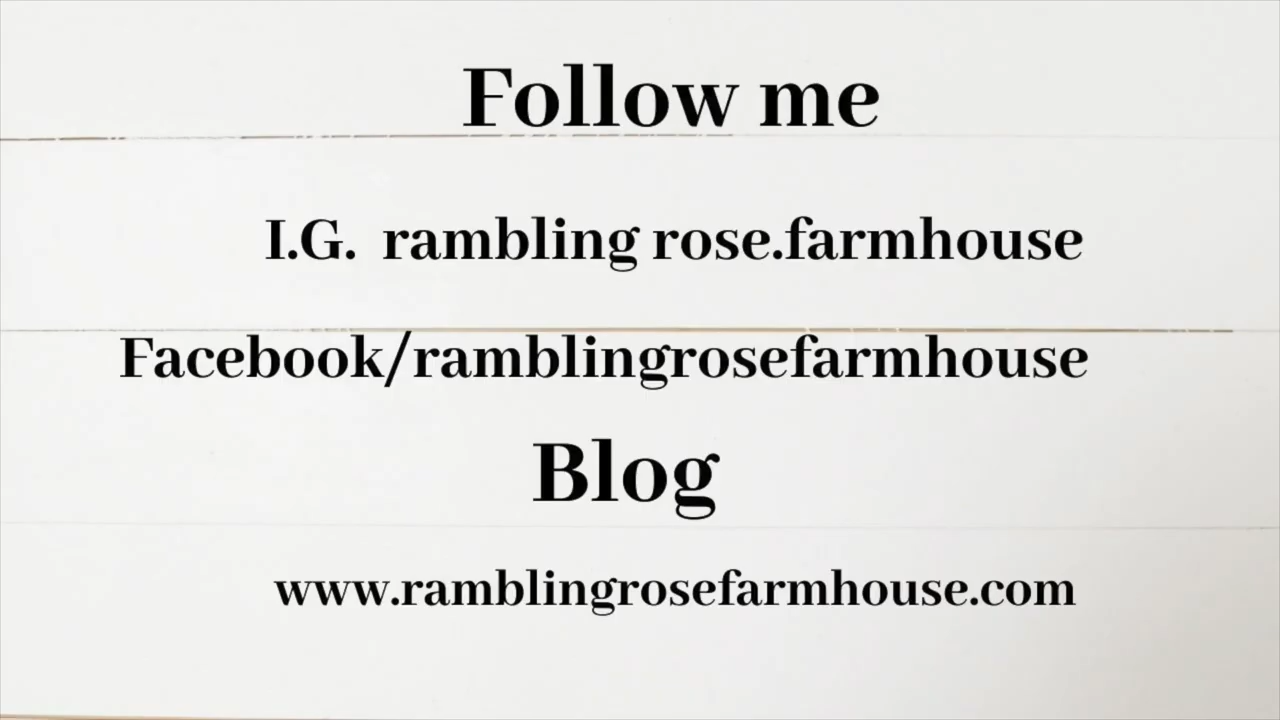 Follow me
I.G. rambling rose.farmhouse
Facebook/ramblingrosefarmhouse
Blog
www.ramblingrosefarmhouse.com